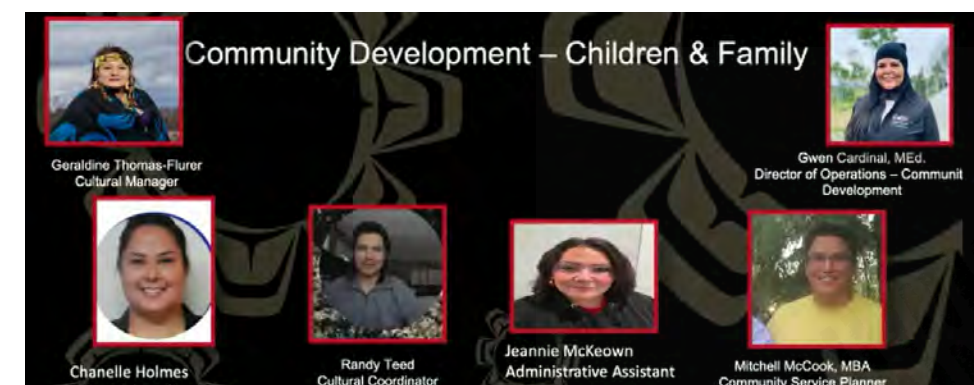 Community Development – Children & Family
Geraldine Thomas-Flurer
Cultural Manager
Gwen Cardinal, MEd.
Director of Operations – Communit
Development
Chanelle Holmes
Randy Teed
Cultural Coordinator
Jeannie McKeown
Administrative Assistant
Mitchell McCook, MBA
Community Service Planner